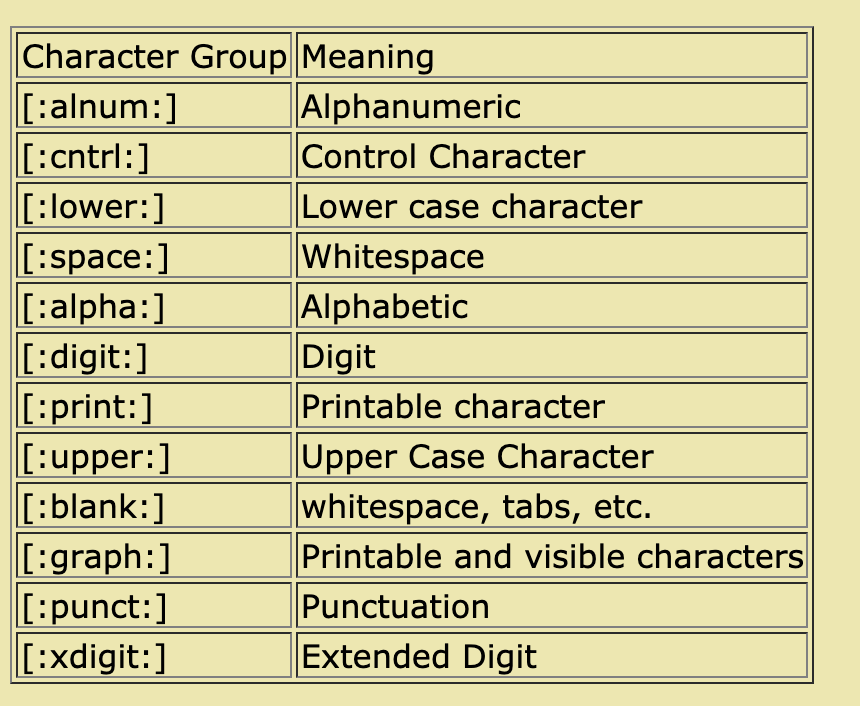 Character Group Meaning
[:alnum:] Alphanumeric
[:cntrl:] Control Character
[:lower:] Lower case character
[:space:] Whitespace
[:alpha:] Alphabetic
[:digit:] Digit
[:print:] Printable character
[:upper:] Upper Case Character
[:blank:] whitespace, tabs, etc.
[:graph:] Printable and visible characters
[:punct:] Punctuation
[:xdigit:] Extended Digit